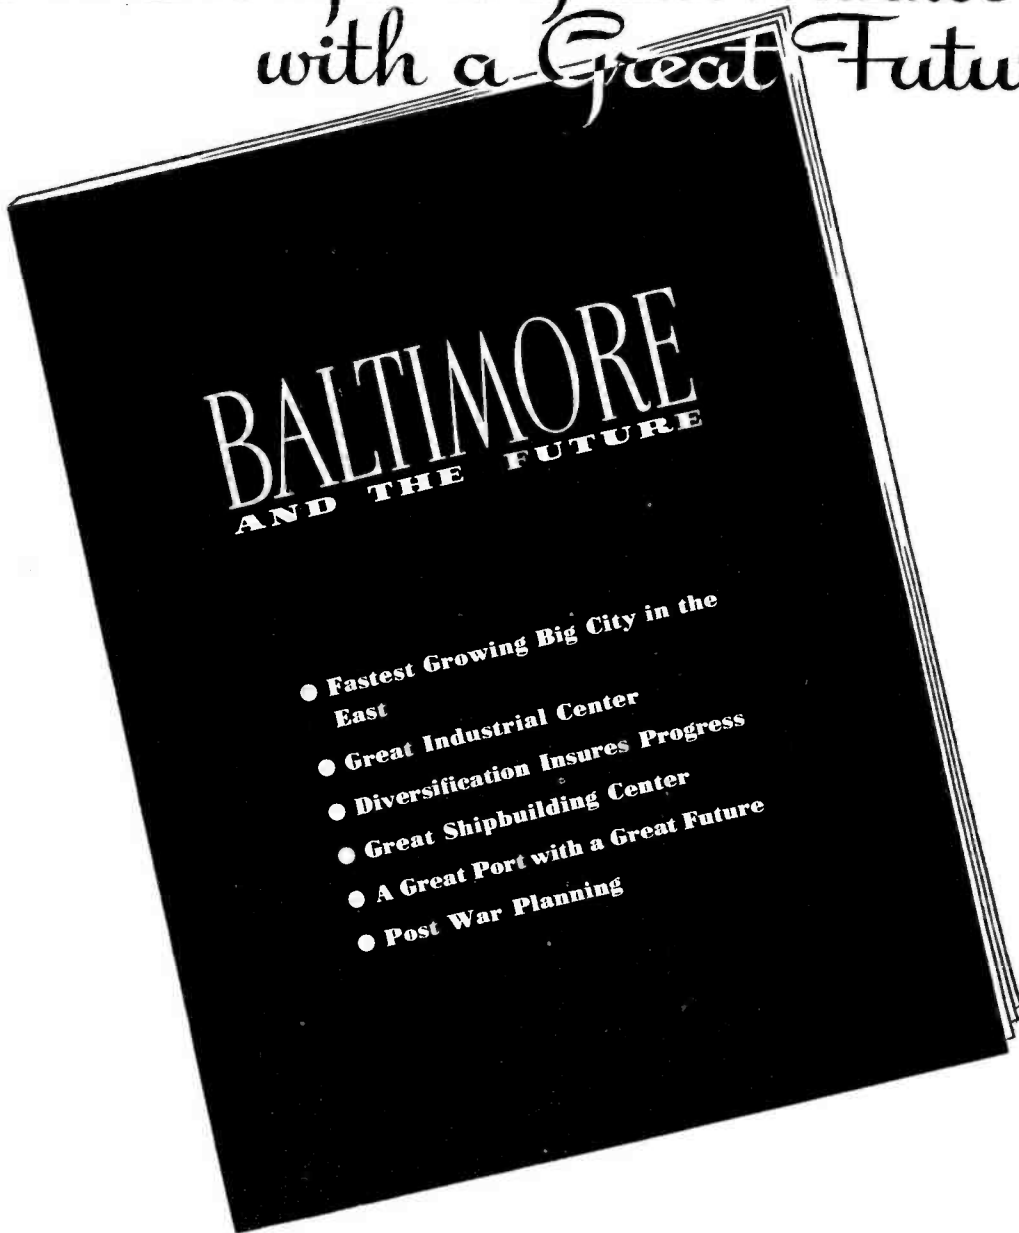 with a Great
BALTIMORE
AND THE FUTURE
● Fastest Growing Big City in the
East
● Great Industrial Center
● Diversification Insures Progress
● Great Shipbuilding Center
● A Great Port with a Great Future
● Post War Planning